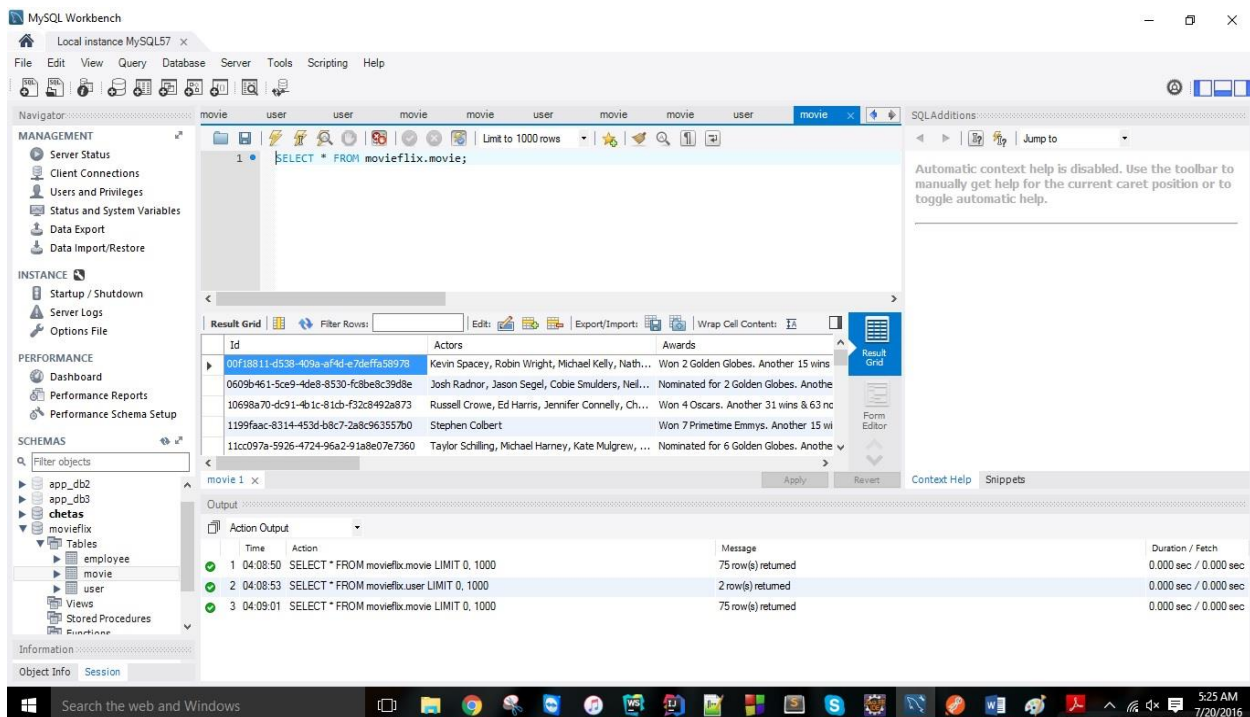 MySQL Workbench
Local instance MySQL57
File Edit View Query Database Server Tools Scripting Help
Navigator
MANAGEMENT
Server Status
Client Connections
Users and Privileges
Status and System Variables
Data Export
Data Import/Restore
INSTANCE
Startup / Shutdown
Server Logs
Options File
PERFORMANCE
Dashboard
Performance Reports
Performance Schema Setup
SCHEMAS
Filter objects
app_db2
app_db3
chetas
movieflix
Tables
employee
movie
user
Views
Stored Procedures
Functions
Information
Object Info Session
movie user user movie movie user movie movie user movie
Limit to 1000 rows
1 SELECT * FROM movieflix.movie;
Result Grid Filter Rows: Edit: Export/Import: Wrap Cell Content:
Id Actors Awards
00f18811-d538-409a-af4d-e7deffa58978 Kevin Spacey, Robin Wright, Michael Kelly, Nath... Won 2 Golden Globes. Another 15 wins
0609b461-5ce9-4de8-8530-fc8be8c39d8e Josh Radnor, Jason Segel, Cobie Smulders, Neil... Nominated for 2 Golden Globes. Anothe
10698a70-dc91-4b1c-81cb-f32c8492a873 Russell Crowe, Ed Harris, Jennifer Connelly, Ch... Won 4 Oscars. Another 31 wins & 63 nc
1199faac-8314-453d-b8c7-2a8c963557b0 Stephen Colbert Won 7 Primetime Emmys. Another 15 wi
11cc097a-5926-4724-96a2-91a8e07e7360 Taylor Schilling, Michael Harney, Kate Mulgrew, ... Nominated for 6 Golden Globes. Anothe
Result Grid
Form Editor
movie 1 Apply Revert
SQLAdditions
Jump to
Automatic context help is disabled. Use the toolbar to
manually get help for the current caret position or to
toggle automatic help.
Context Help Snippets
Output
Action Output
Time Action Message Duration / Fetch
1 04:08:50 SELECT * FROM movieflix.movie LIMIT 0, 1000 75 row(s) returned 0.000 sec / 0.000 sec
2 04:08:53 SELECT * FROM movieflix.user LIMIT 0, 1000 2 row(s) returned 0.000 sec / 0.000 sec
3 04:09:01 SELECT * FROM movieflix.movie LIMIT 0, 1000 75 row(s) returned 0.000 sec / 0.000 sec
Search the web and Windows
5:25 AM
7/20/2016